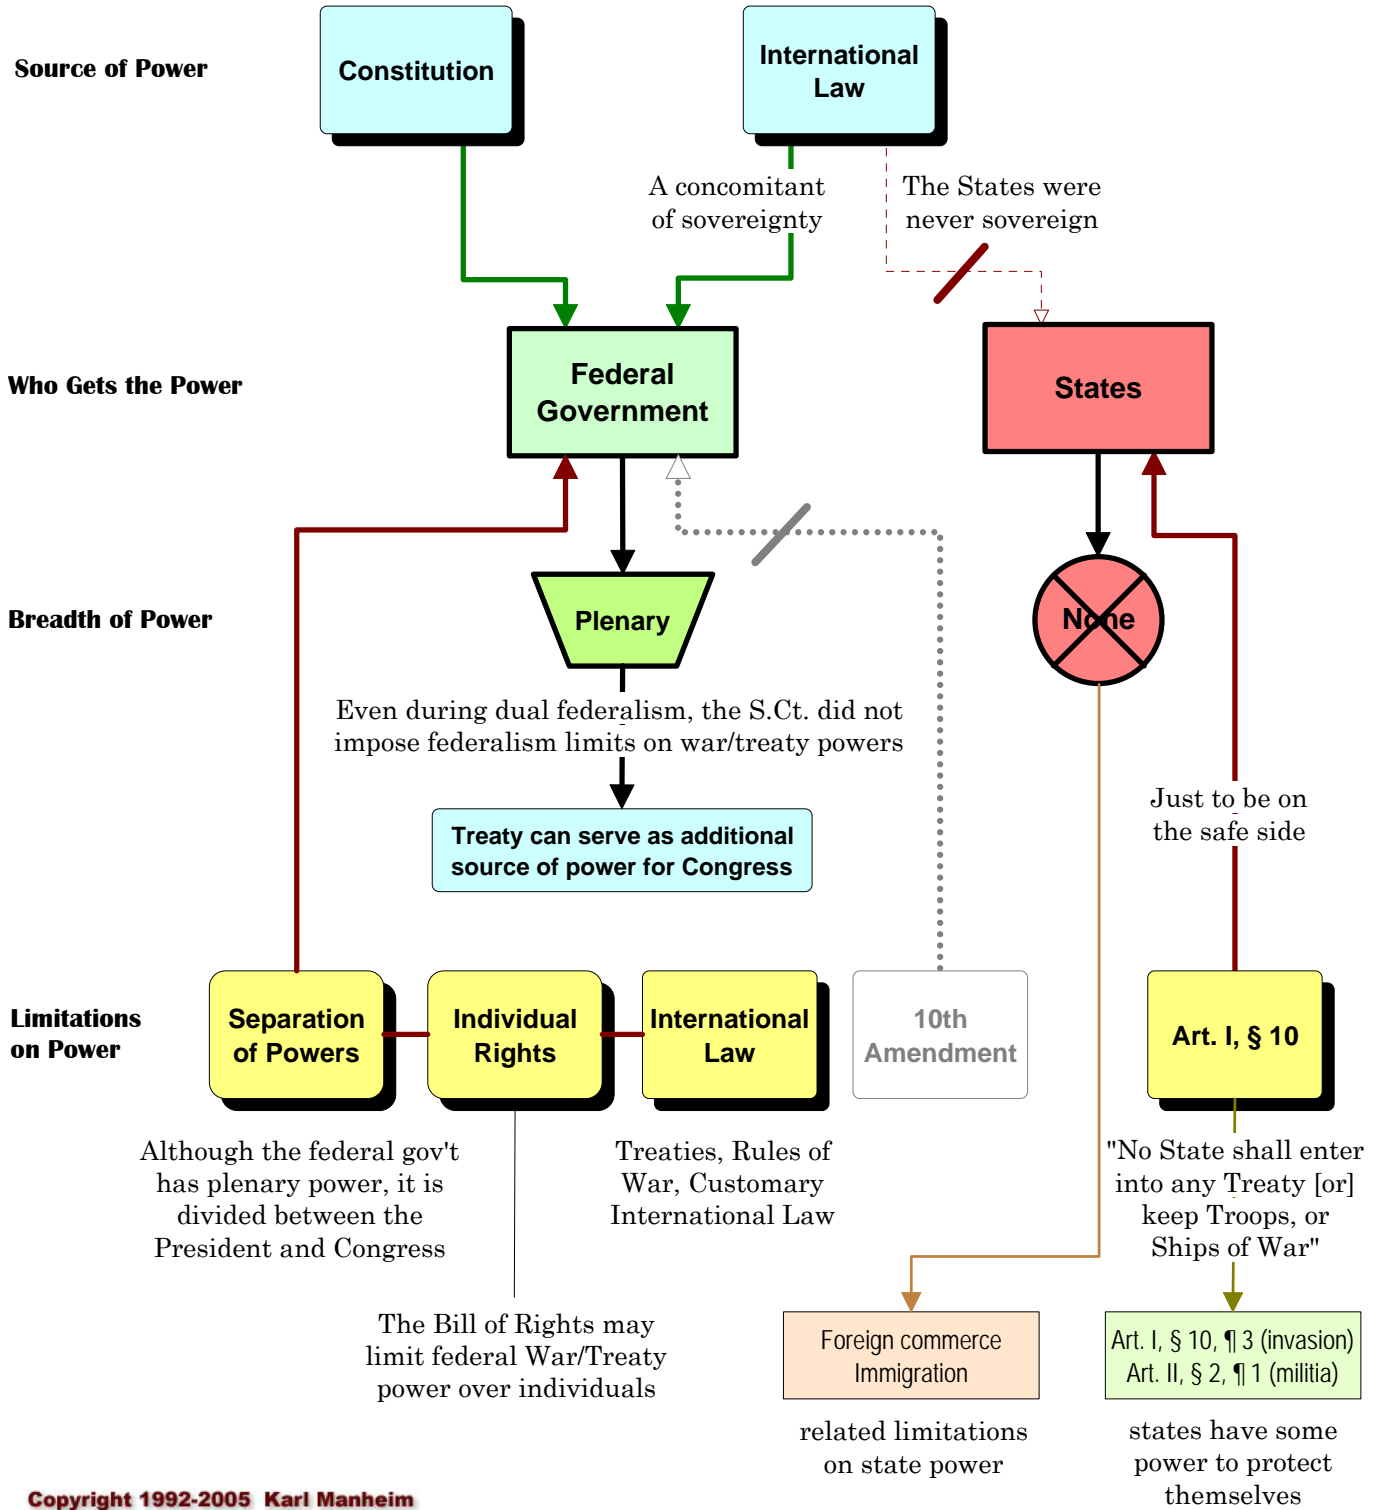 Source of Power
Constitution
International
Law
A concomitant
of sovereignty
The States were
never sovereign
Who Gets the Power
Federal
Government
States
Breadth of Power
Plenary
None
Even during dual federalism, the S.Ct. did not
impose federalism limits on war/treaty powers
Just to be on
the safe side
Treaty can serve as additional
source of power for Congress
Limitations
on Power
Separation
of Powers
Individual
Rights
International
Law
10th
Amendment
Art. I, § 10
Although the federal gov't
has plenary power, it is
divided between the
President and Congress
Treaties, Rules of
War, Customary
International Law
"No State shall enter
into any Treaty [or]
keep Troops, or
Ships of War"
The Bill of Rights may
limit federal War/Treaty
power over individuals
Foreign commerce
Immigration
Art. I, § 10, ¶ 3 (invasion)
Art. II, § 2, ¶ 1 (militia)
related limitations
on state power
states have some
power to protect
themselves
Copyright 1992-2005 Karl Manheim